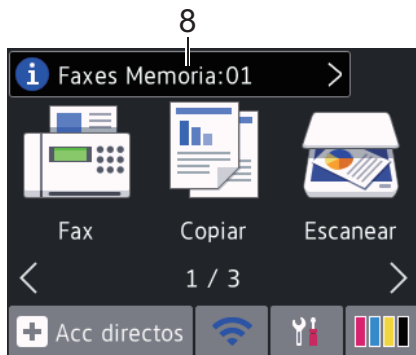 8
i Faxes Memoria:01 >
Fax Copiar Escanear
< 1 / 3 >
+ Acc directos